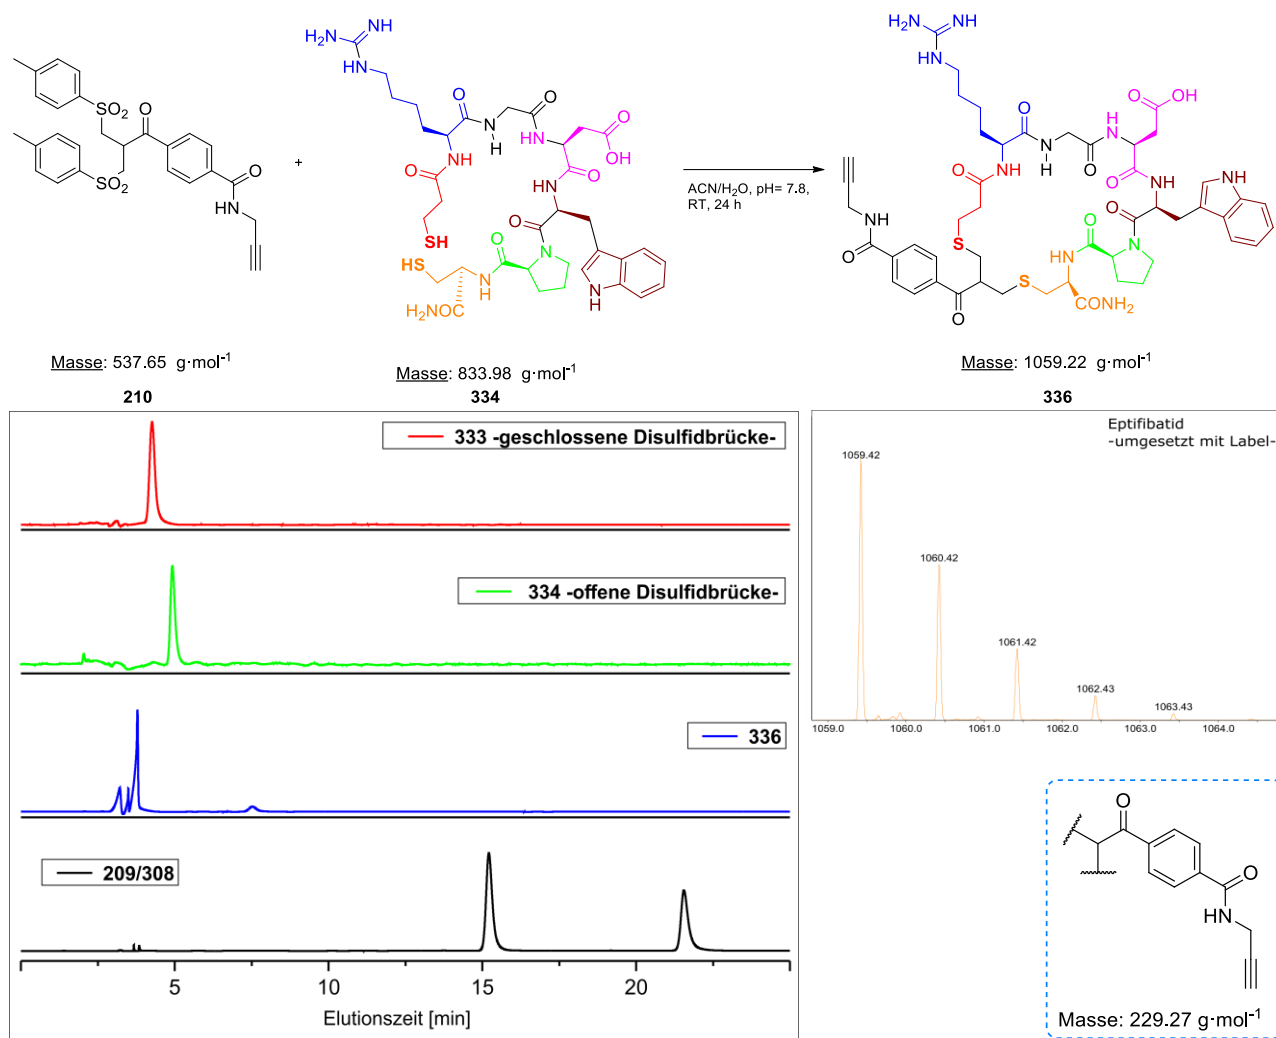 H₂N NH
HN
SO₂
O
SO₂
O
HN
+
O
N
H
O
HN
O
OH
O
HN
O
HN
SH
HS
O
N
O
N
H
H₂NOC
N
H
ACN/H₂O, pH= 7.8,
RT, 24 h
H₂N NH
HN
O
N
H
O
HN
O
OH
O
NH
NH
O
N
O
HN
S
S
CONH₂
O
HN
O
NH
O
O
Masse: 537.65 g·mol⁻¹
Masse: 833.98 g·mol⁻¹
Masse: 1059.22 g·mol⁻¹
210
334
336
333 -geschlossene Disulfidbrücke-
334 -offene Disulfidbrücke-
336
209/308
5 10 15 20
Elutionszeit [min]
Eptifibatid
-umgesetzt mit Label-
1059.42
1060.42
1061.42
1062.43
1063.43
1059.0 1060.0 1061.0 1062.0 1063.0 1064.0
O
O
HN
Masse: 229.27 g·mol⁻¹